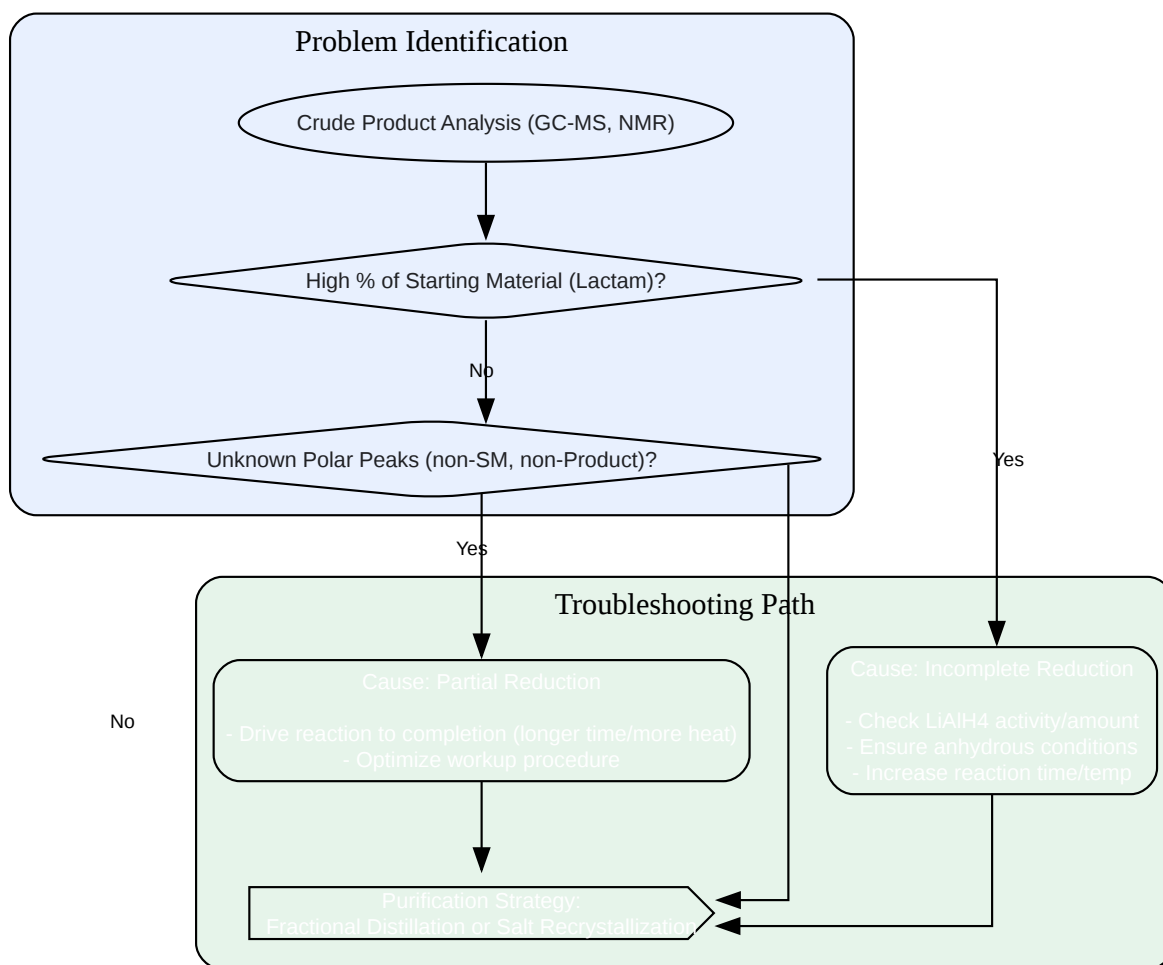 Problem Identification
Crude Product Analysis (GC-MS, NMR)
High % of Starting Material (Lactam)?
No
Unknown Polar Peaks (non-SM, non-Product)?
Yes
Yes
Troubleshooting Path
Cause: Partial Reduction
- Drive reaction to completion (longer time/more heat)
- Optimize workup procedure
Cause: Incomplete Reduction
- Check LiAlH4 activity/amount
- Ensure anhydrous conditions
- Increase reaction time/temp
No
Purification Strategy:
Fractional Distillation or Salt Recrystallization